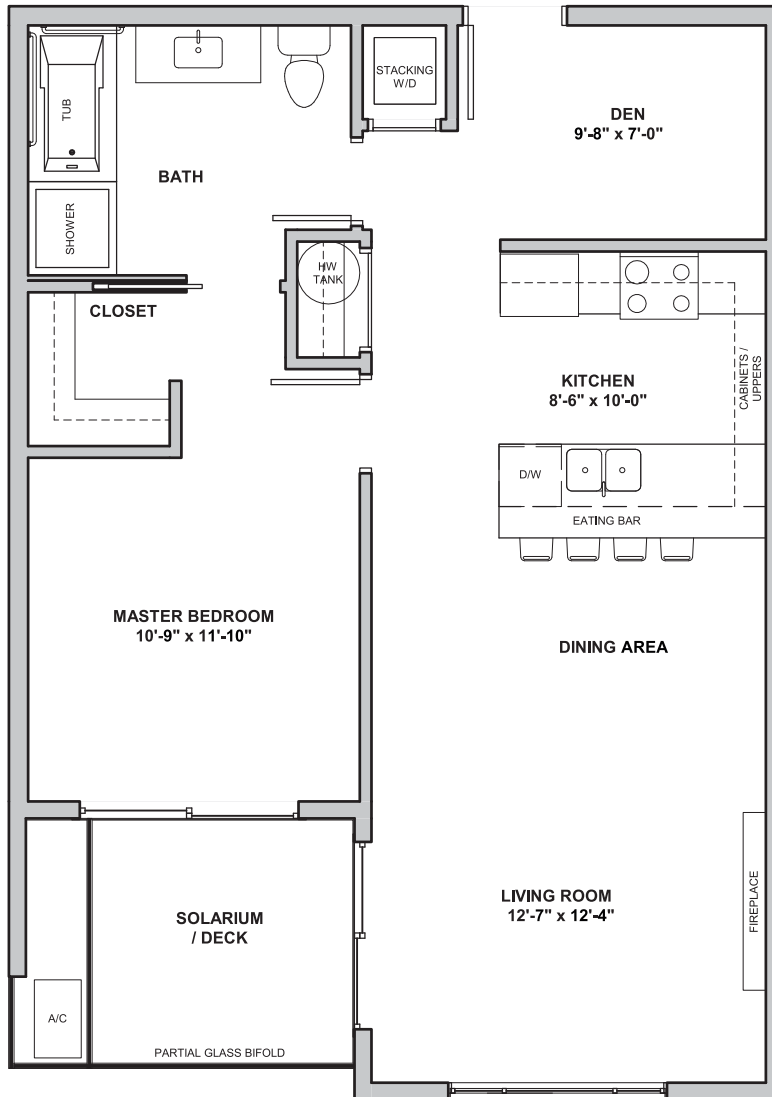 STACKING
W/D
DEN
9'-8" x 7'-0"
TUB
BATH
SHOWER
HW
TANK
CLOSET
KITCHEN
8'-6" x 10'-0"
CABINETS /
UPPERS
D/W
EATING BAR
MASTER BEDROOM
10'-9" x 11'-10"
DINING AREA
LIVING ROOM
12'-7" x 12'-4"
FIREPLACE
SOLARIUM
/ DECK
A/C
PARTIAL GLASS BIFOLD